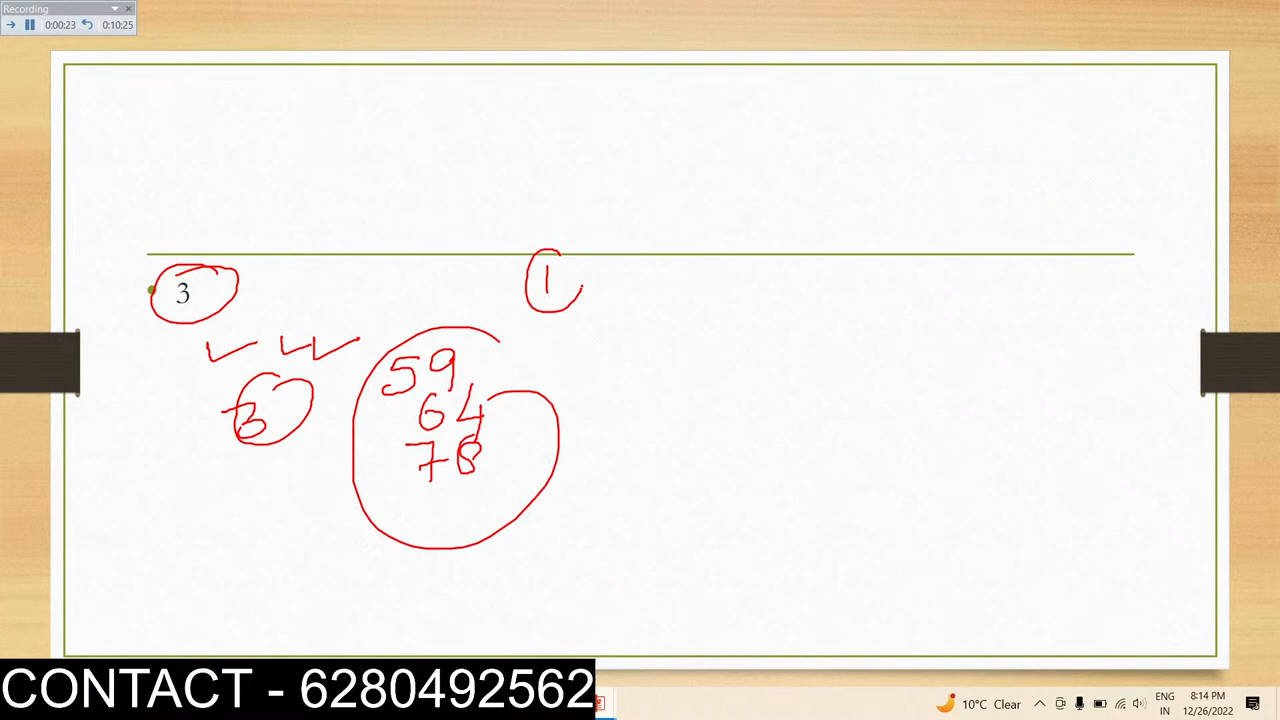 Recording
0:00:23 0:10:25
1
3
59
3
64
78
CONTACT - 6280492562
10°C Clear
ENG
IN
8:14 PM
12/26/2022